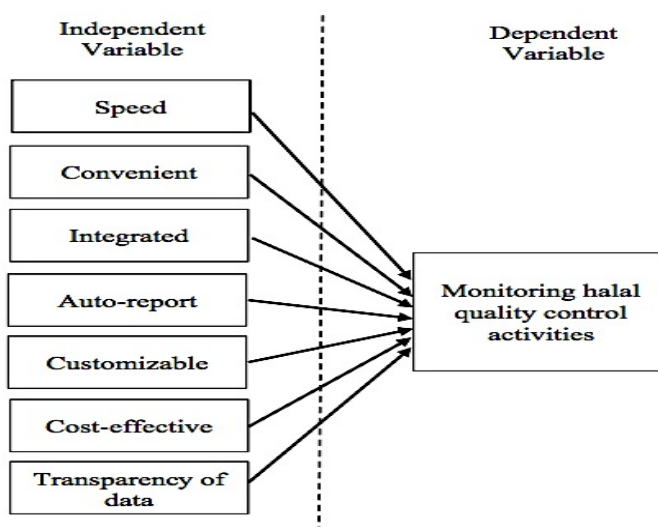 Independent
Variable
Dependent
Variable
Speed
Convenient
Integrated
Auto-report
Customizable
Cost-effective
Transparency of
data
Monitoring halal
quality control
activities